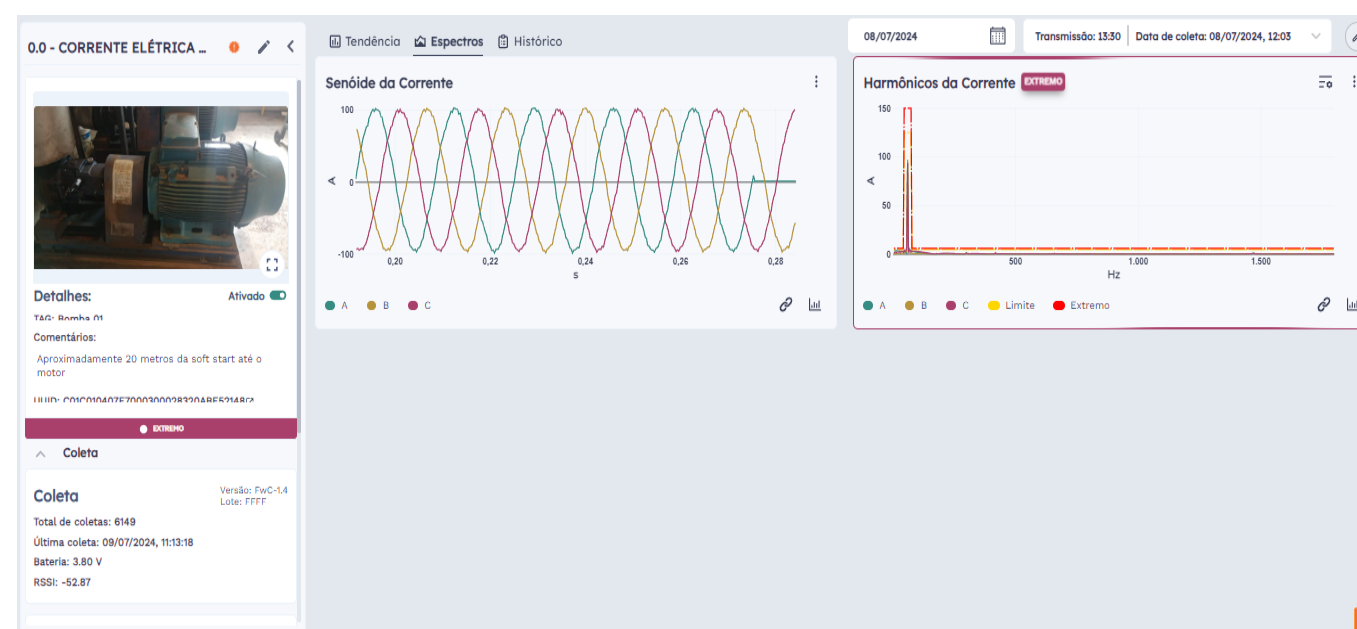 0.0 - CORRENTE ELÉTRICA ...
Detalhes:
Ativado
TAG: Bomba 01
Comentários:
Aproximadamente 20 metros da soft start até o
motor
EXTREMO
Coleta
Coleta
Versão: FwC-1.4
Lote: FFFF
Total de coletas: 6149
Última coleta: 09/07/2024, 11:13:18
Bateria: 3.80 V
RSSI: -52.87
Tendência
Espectros
Histórico
08/07/2024
Transmissão: 13:30
Data de coleta: 08/07/2024, 12:03
Senóide da Corrente
100
0
-100
A
0,20
0,22
0,24
0,26
0,28
s
A
B
C
Harmônicos da Corrente
EXTREMO
150
100
50
0
A
500
1.000
1.500
Hz
A
B
C
Limite
Extremo